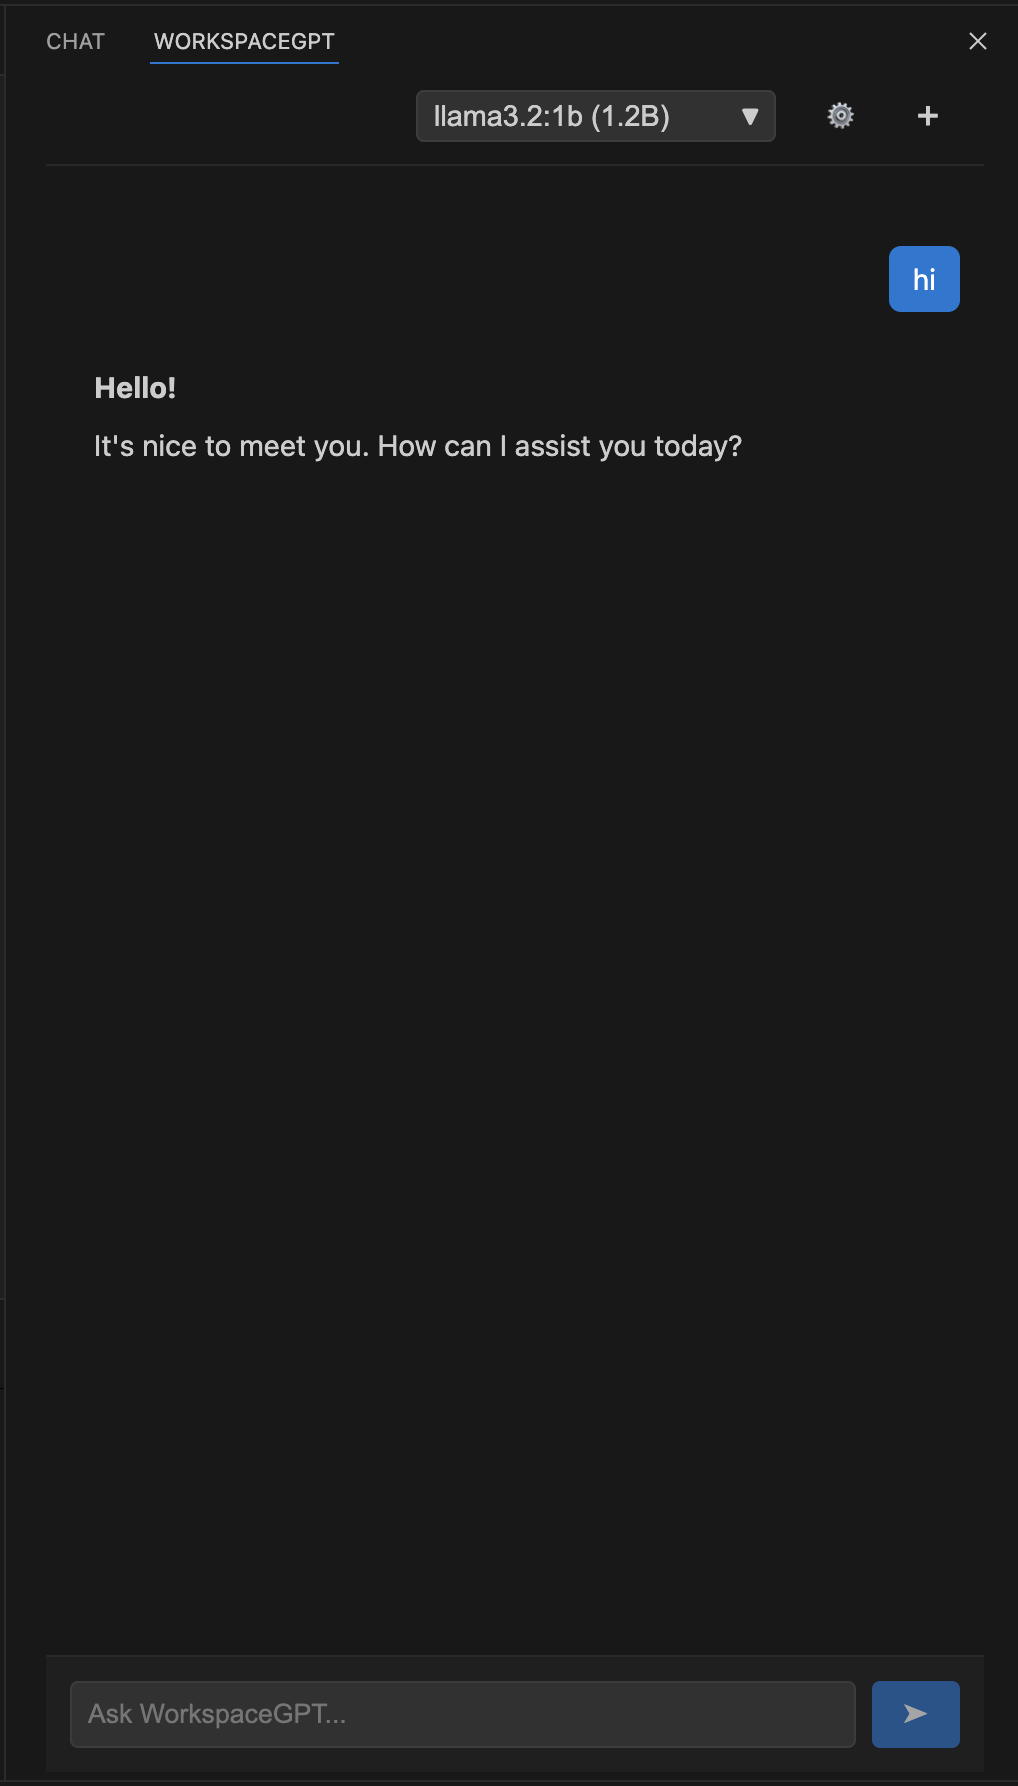 CHAT WORKSPACEGPT
llama3.2:1b (1.2B)
hi
Hello!
It's nice to meet you. How can I assist you today?
Ask WorkspaceGPT...